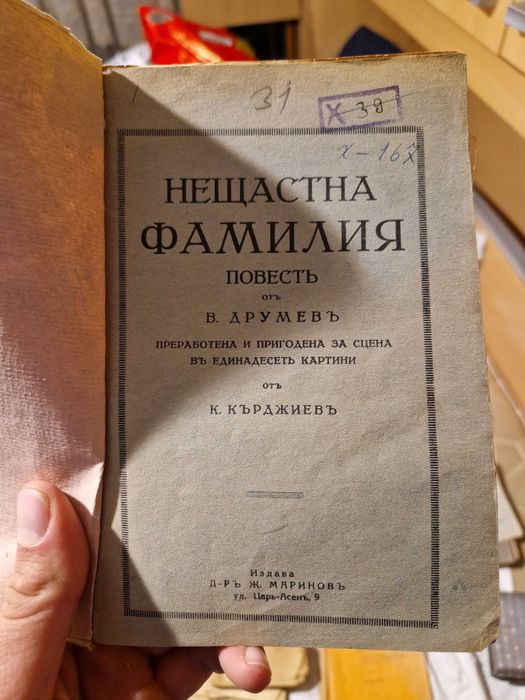 31
X 39
x-167
НЕЩАСТНА
ФАМИЛИЯ
ПОВЕСТЬ
отъ
В. ДРУМЕВЪ
ПРЕРАБОТЕНА И ПРИГОДЕНА ЗА СЦЕНА
ВЪ ЕДИНАДЕСЕТЬ КАРТИНИ
отъ
К. КЪРДЖИЕВЪ
Издава
Д-РЪ Ж. МАРИНОВЪ
ул. Царь-Асенъ, 9